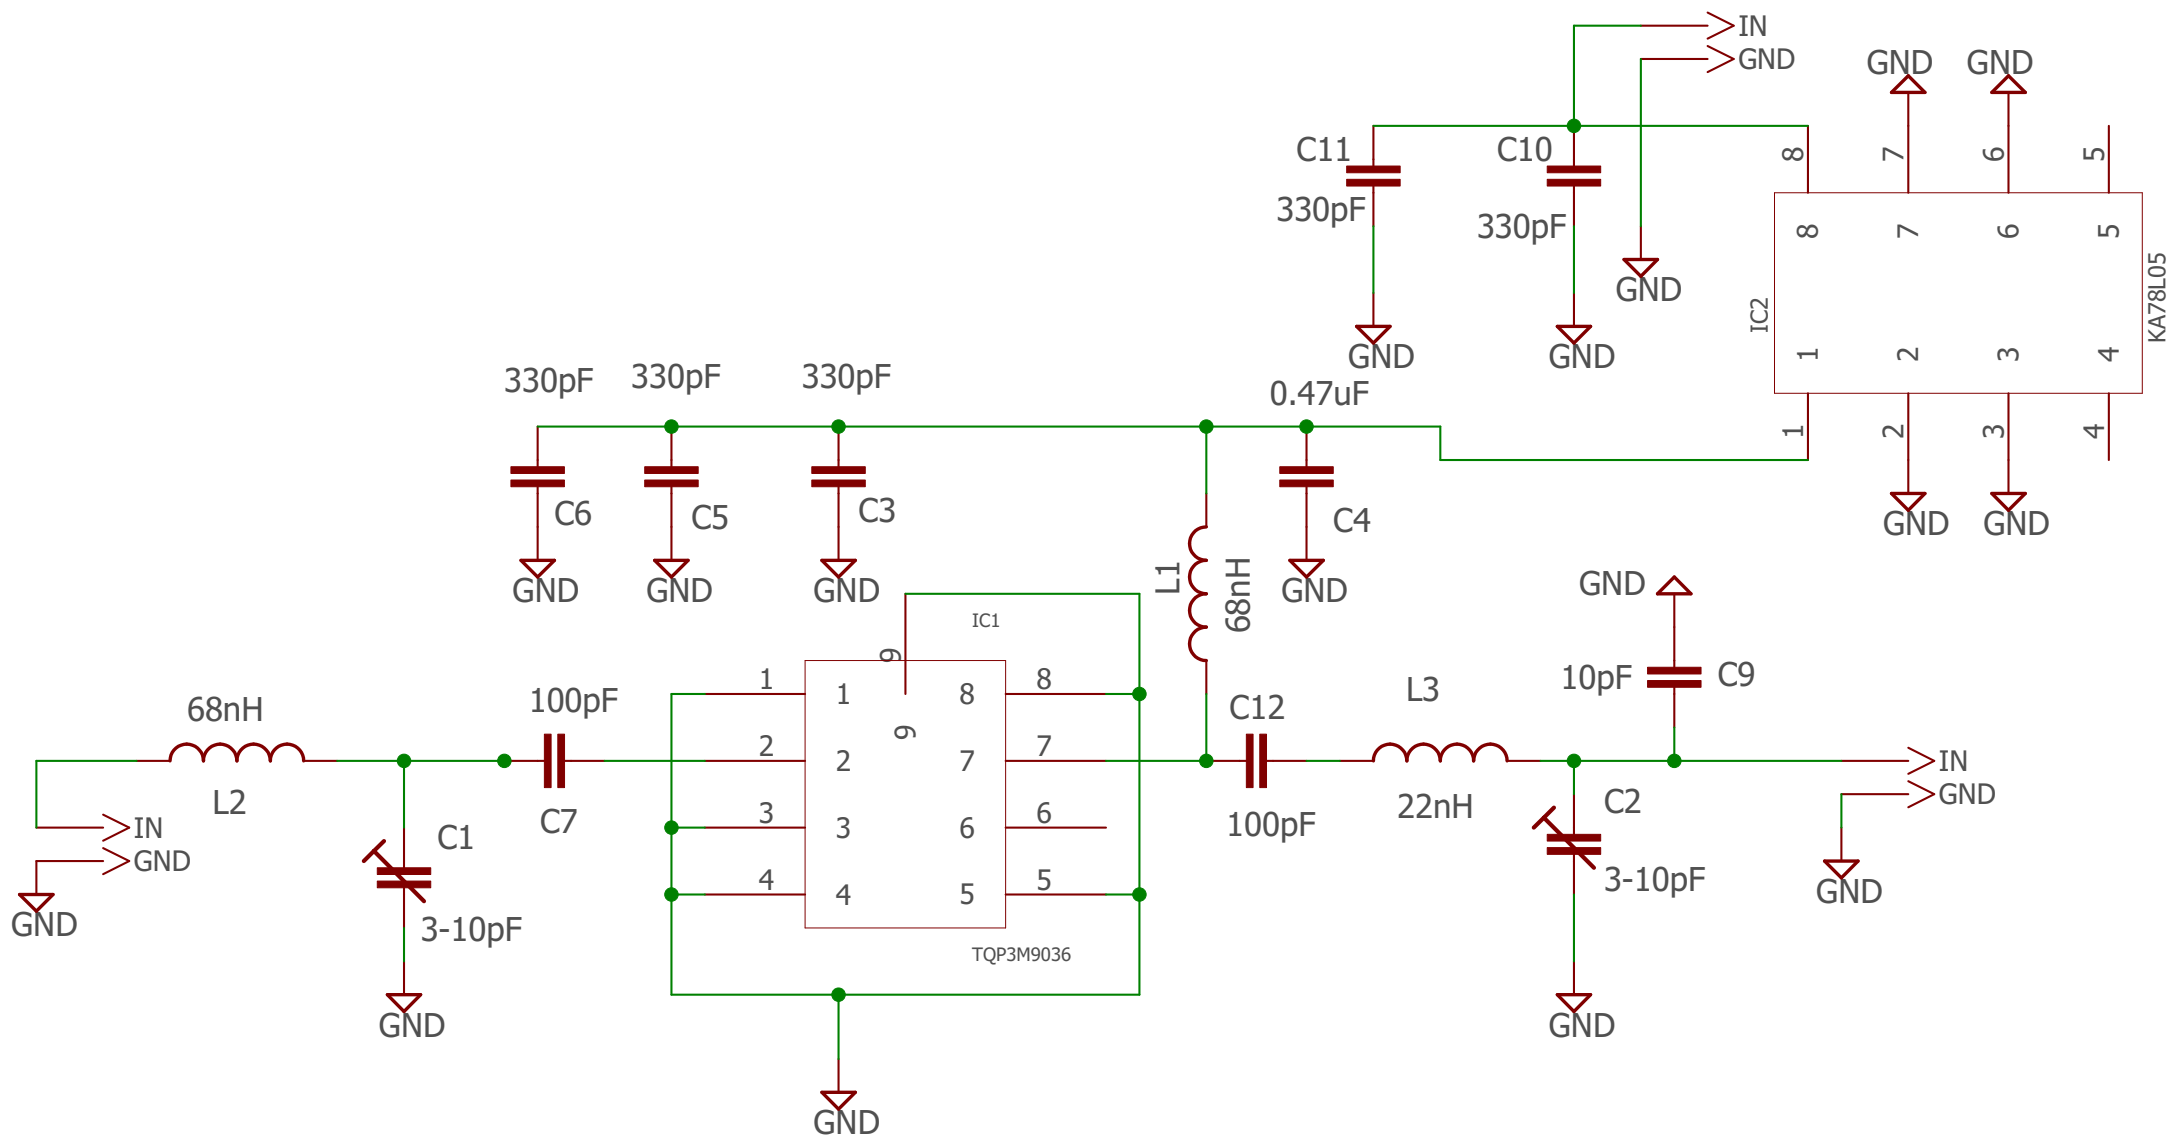 IN
GND
GND
GND
C11
330pF
C10
330pF
8
7
6
5
8
7
6
5
GND
GND
GND
IC2
KA78L05
1
2
3
4
1
2
3
4
GND
GND
330pF
330pF
330pF
0.47uF
C6
C5
C3
C4
GND
GND
GND
GND
L1
68nH
IC1
9
9
1
2
3
4
1
2
3
4
8
7
6
5
8
7
6
5
TQP3M9036
GND
68nH
L2
100pF
C7
IN
GND
GND
C1
3-10pF
GND
C12
100pF
L3
22nH
GND
10pF
C9
C2
3-10pF
GND
IN
GND
GND